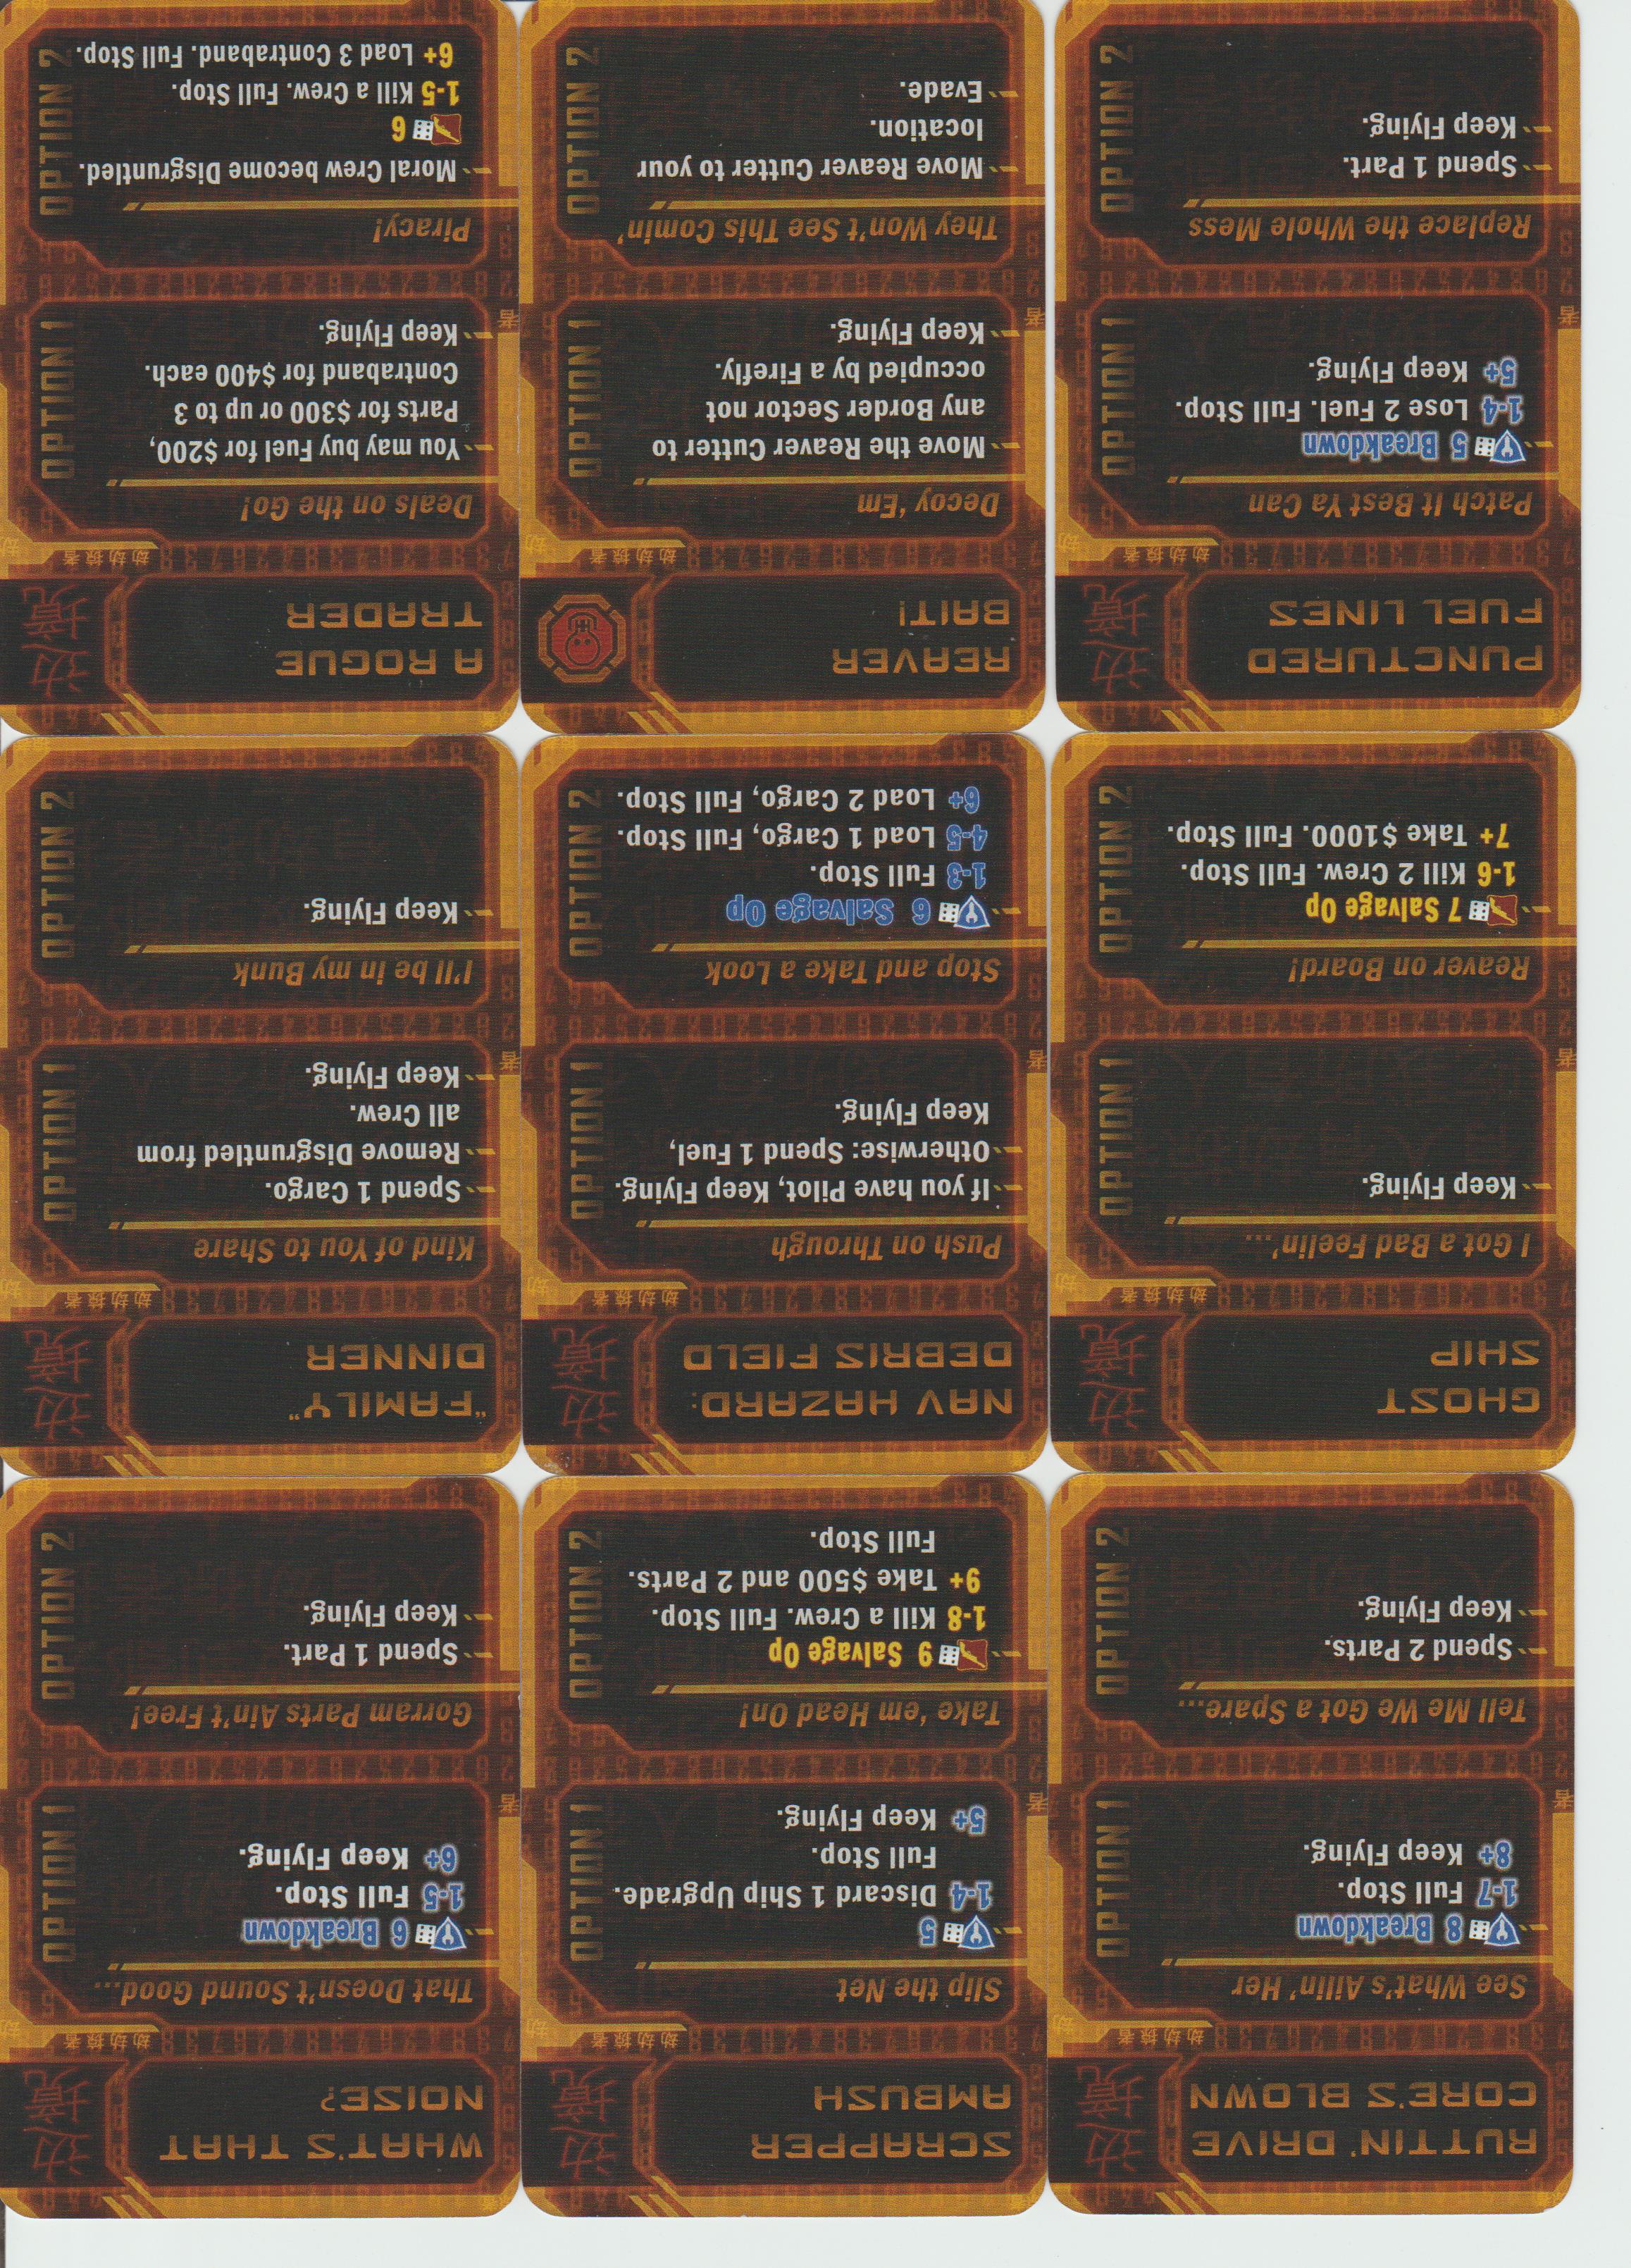 RUTTIN' DRIVE
CORE'S BLOWN
边境
See What's Ailin' Her
OPTION 1
8 Breakdown
1-7 Full Stop.
8+ Keep Flying.
Tell Me We Got a Spare...
OPTION 2
Spend 2 Parts.
Keep Flying.
SCRAPPER
AMBUSH
边境
Slip the Net
OPTION 1
5
1-4 Discard 1 Ship Upgrade.
Full Stop.
5+ Keep Flying.
Take 'em Head On!
OPTION 2
9 Salvage Op
1-8 Kill a Crew. Full Stop.
9+ Take $500 and 2 Parts.
Full Stop.
WHAT'S THAT
NOISE?
边境
That Doesn't Sound Good...
OPTION 1
6 Breakdown
1-5 Full Stop.
6+ Keep Flying.
Gorram Parts Ain't Free!
OPTION 2
Spend 1 Part.
Keep Flying.
GHOST
SHIP
边境
I Got a Bad Feelin'...
OPTION 1
Keep Flying.
Reaver on Board!
OPTION 2
7 Salvage Op
1-6 Kill 2 Crew. Full Stop.
7+ Take $1000. Full Stop.
NAV HAZARD:
DEBRIS FIELD
边境
Push on Through
OPTION 1
If you have Pilot, Keep Flying.
Otherwise: Spend 1 Fuel,
Keep Flying.
Stop and Take a Look
OPTION 2
6 Salvage Op
1-3 Full Stop.
4-5 Load 1 Cargo, Full Stop.
6+ Load 2 Cargo, Full Stop.
"FAMILY"
DINNER
边境
Kind of You to Share
OPTION 1
Spend 1 Cargo.
Remove Disgruntled from
all Crew.
Keep Flying.
I'll be in my Bunk
OPTION 2
Keep Flying.
PUNCTURED
FUEL LINES
边境
Patch It Best Ya Can
OPTION 1
5 Breakdown
1-4 Lose 2 Fuel. Full Stop.
5+ Keep Flying.
Replace the Whole Mess
OPTION 2
Spend 1 Part.
Keep Flying.
REAVER
BAIT!
Decoy 'Em
OPTION 1
Move the Reaver Cutter to
any Border Sector not
occupied by a Firefly.
Keep Flying.
They Won't See This Comin'
OPTION 2
Move Reaver Cutter to your
location.
Evade.
A ROGUE
TRADER
边境
Deals on the Go!
OPTION 1
You may buy Fuel for $200,
Parts for $300 or up to 3
Contraband for $400 each.
Keep Flying.
Piracy!
OPTION 2
Moral Crew become Disgruntled.
6
1-5 Kill a Crew. Full Stop.
6+ Load 3 Contraband. Full Stop.